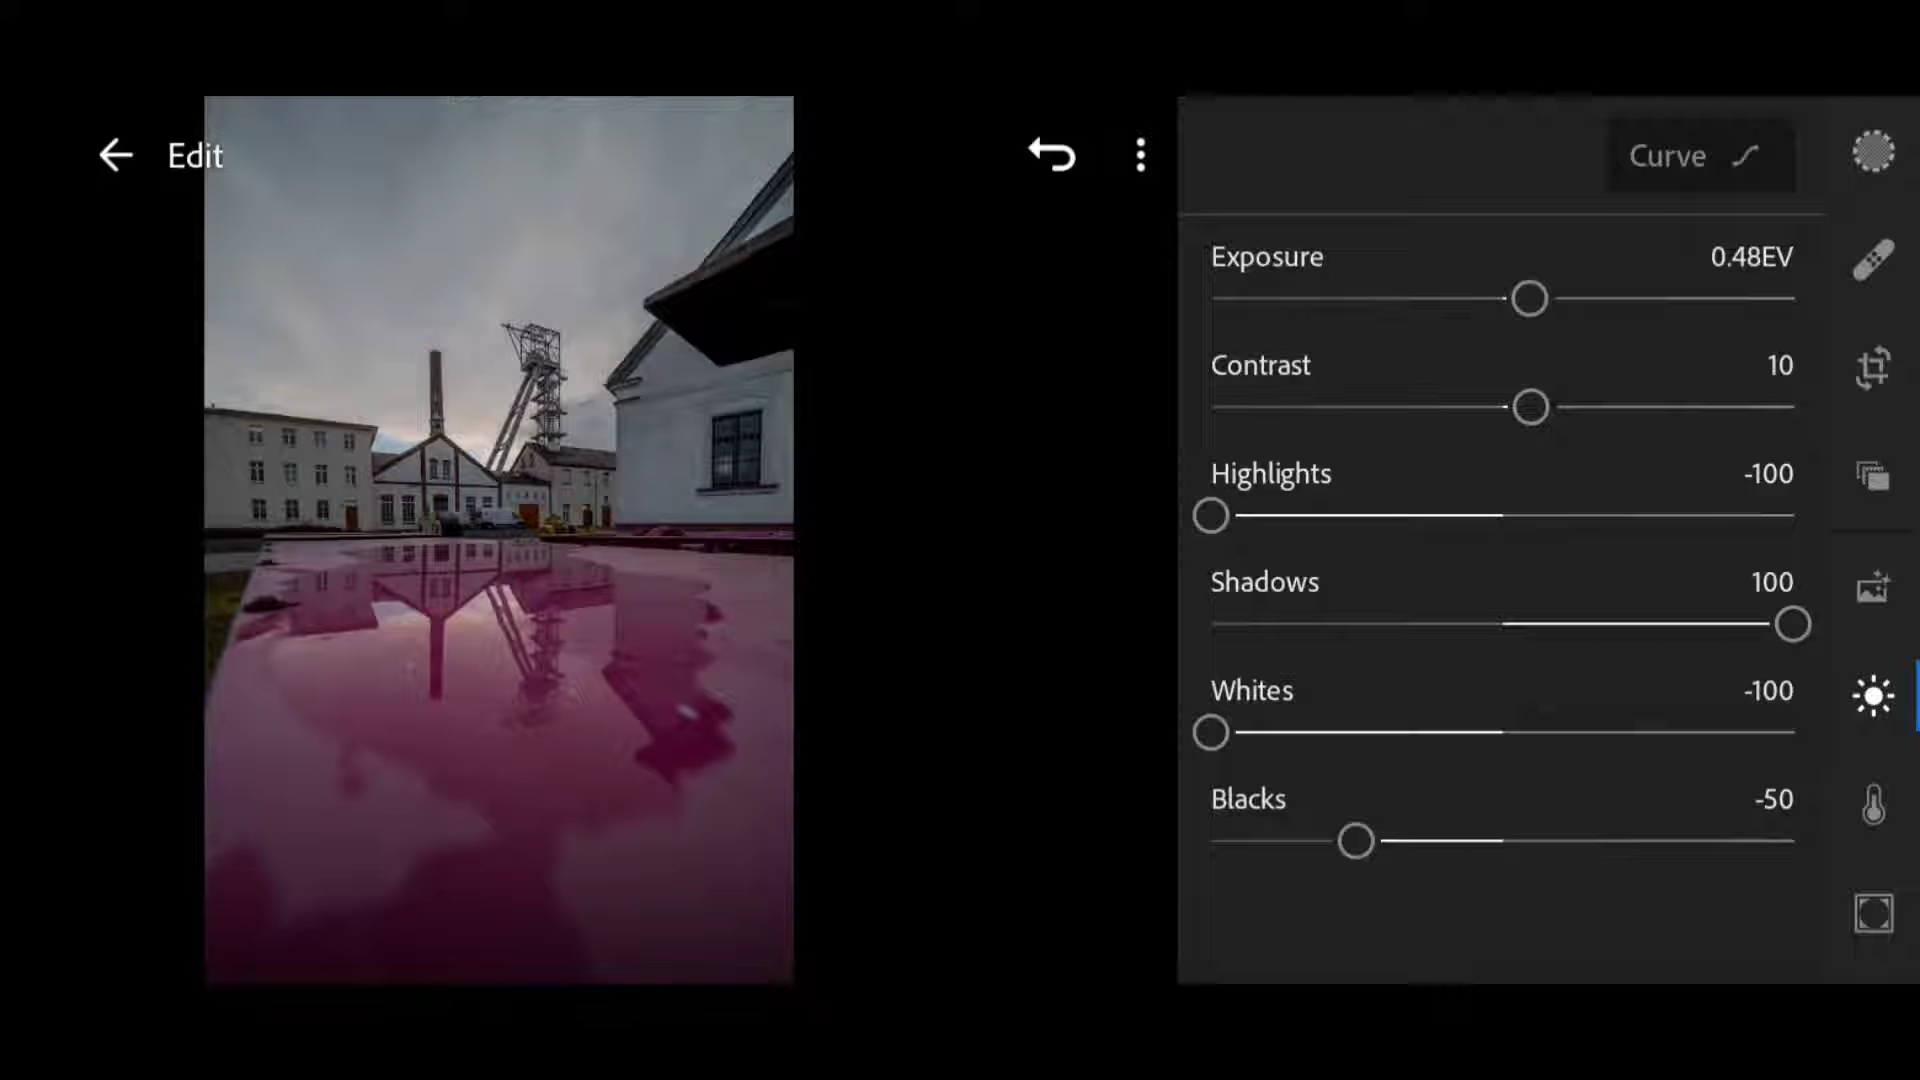 Edit
Curve
Exposure 0.48EV
Contrast 10
Highlights -100
Shadows 100
Whites -100
Blacks -50